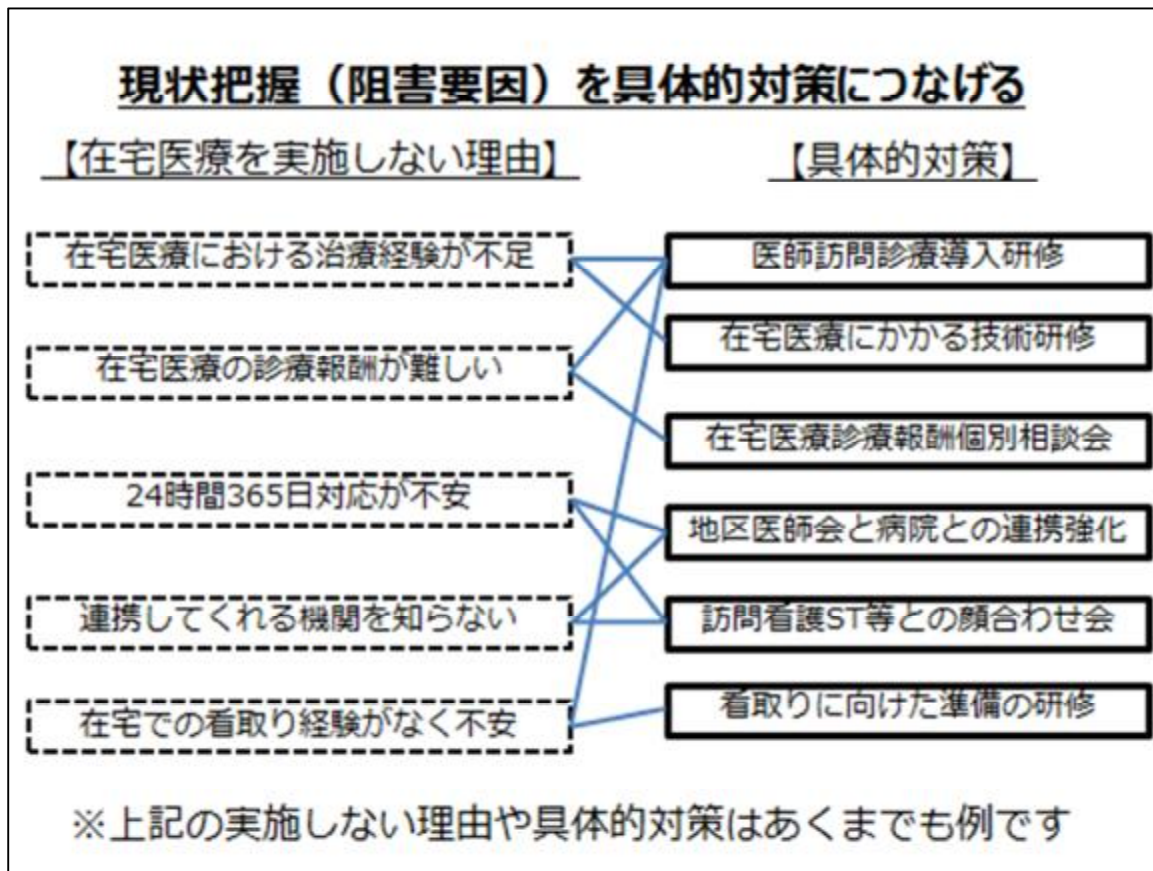 現状把握（阻害要因）を具体的対策につなげる
【在宅医療を実施しない理由】
【具体的対策】
在宅医療における治療経験が不足
医師訪問診療導入研修
在宅医療にかかる技術研修
在宅医療の診療報酬が難しい
在宅医療診療報酬個別相談会
24時間365日対応が不安
地区医師会と病院との連携強化
連携してくれる機関を知らない
訪問看護ST等との顔合わせ会
在宅での看取り経験がなく不安
看取りに向けた準備の研修
※上記の実施しない理由や具体的対策はあくまでも例です